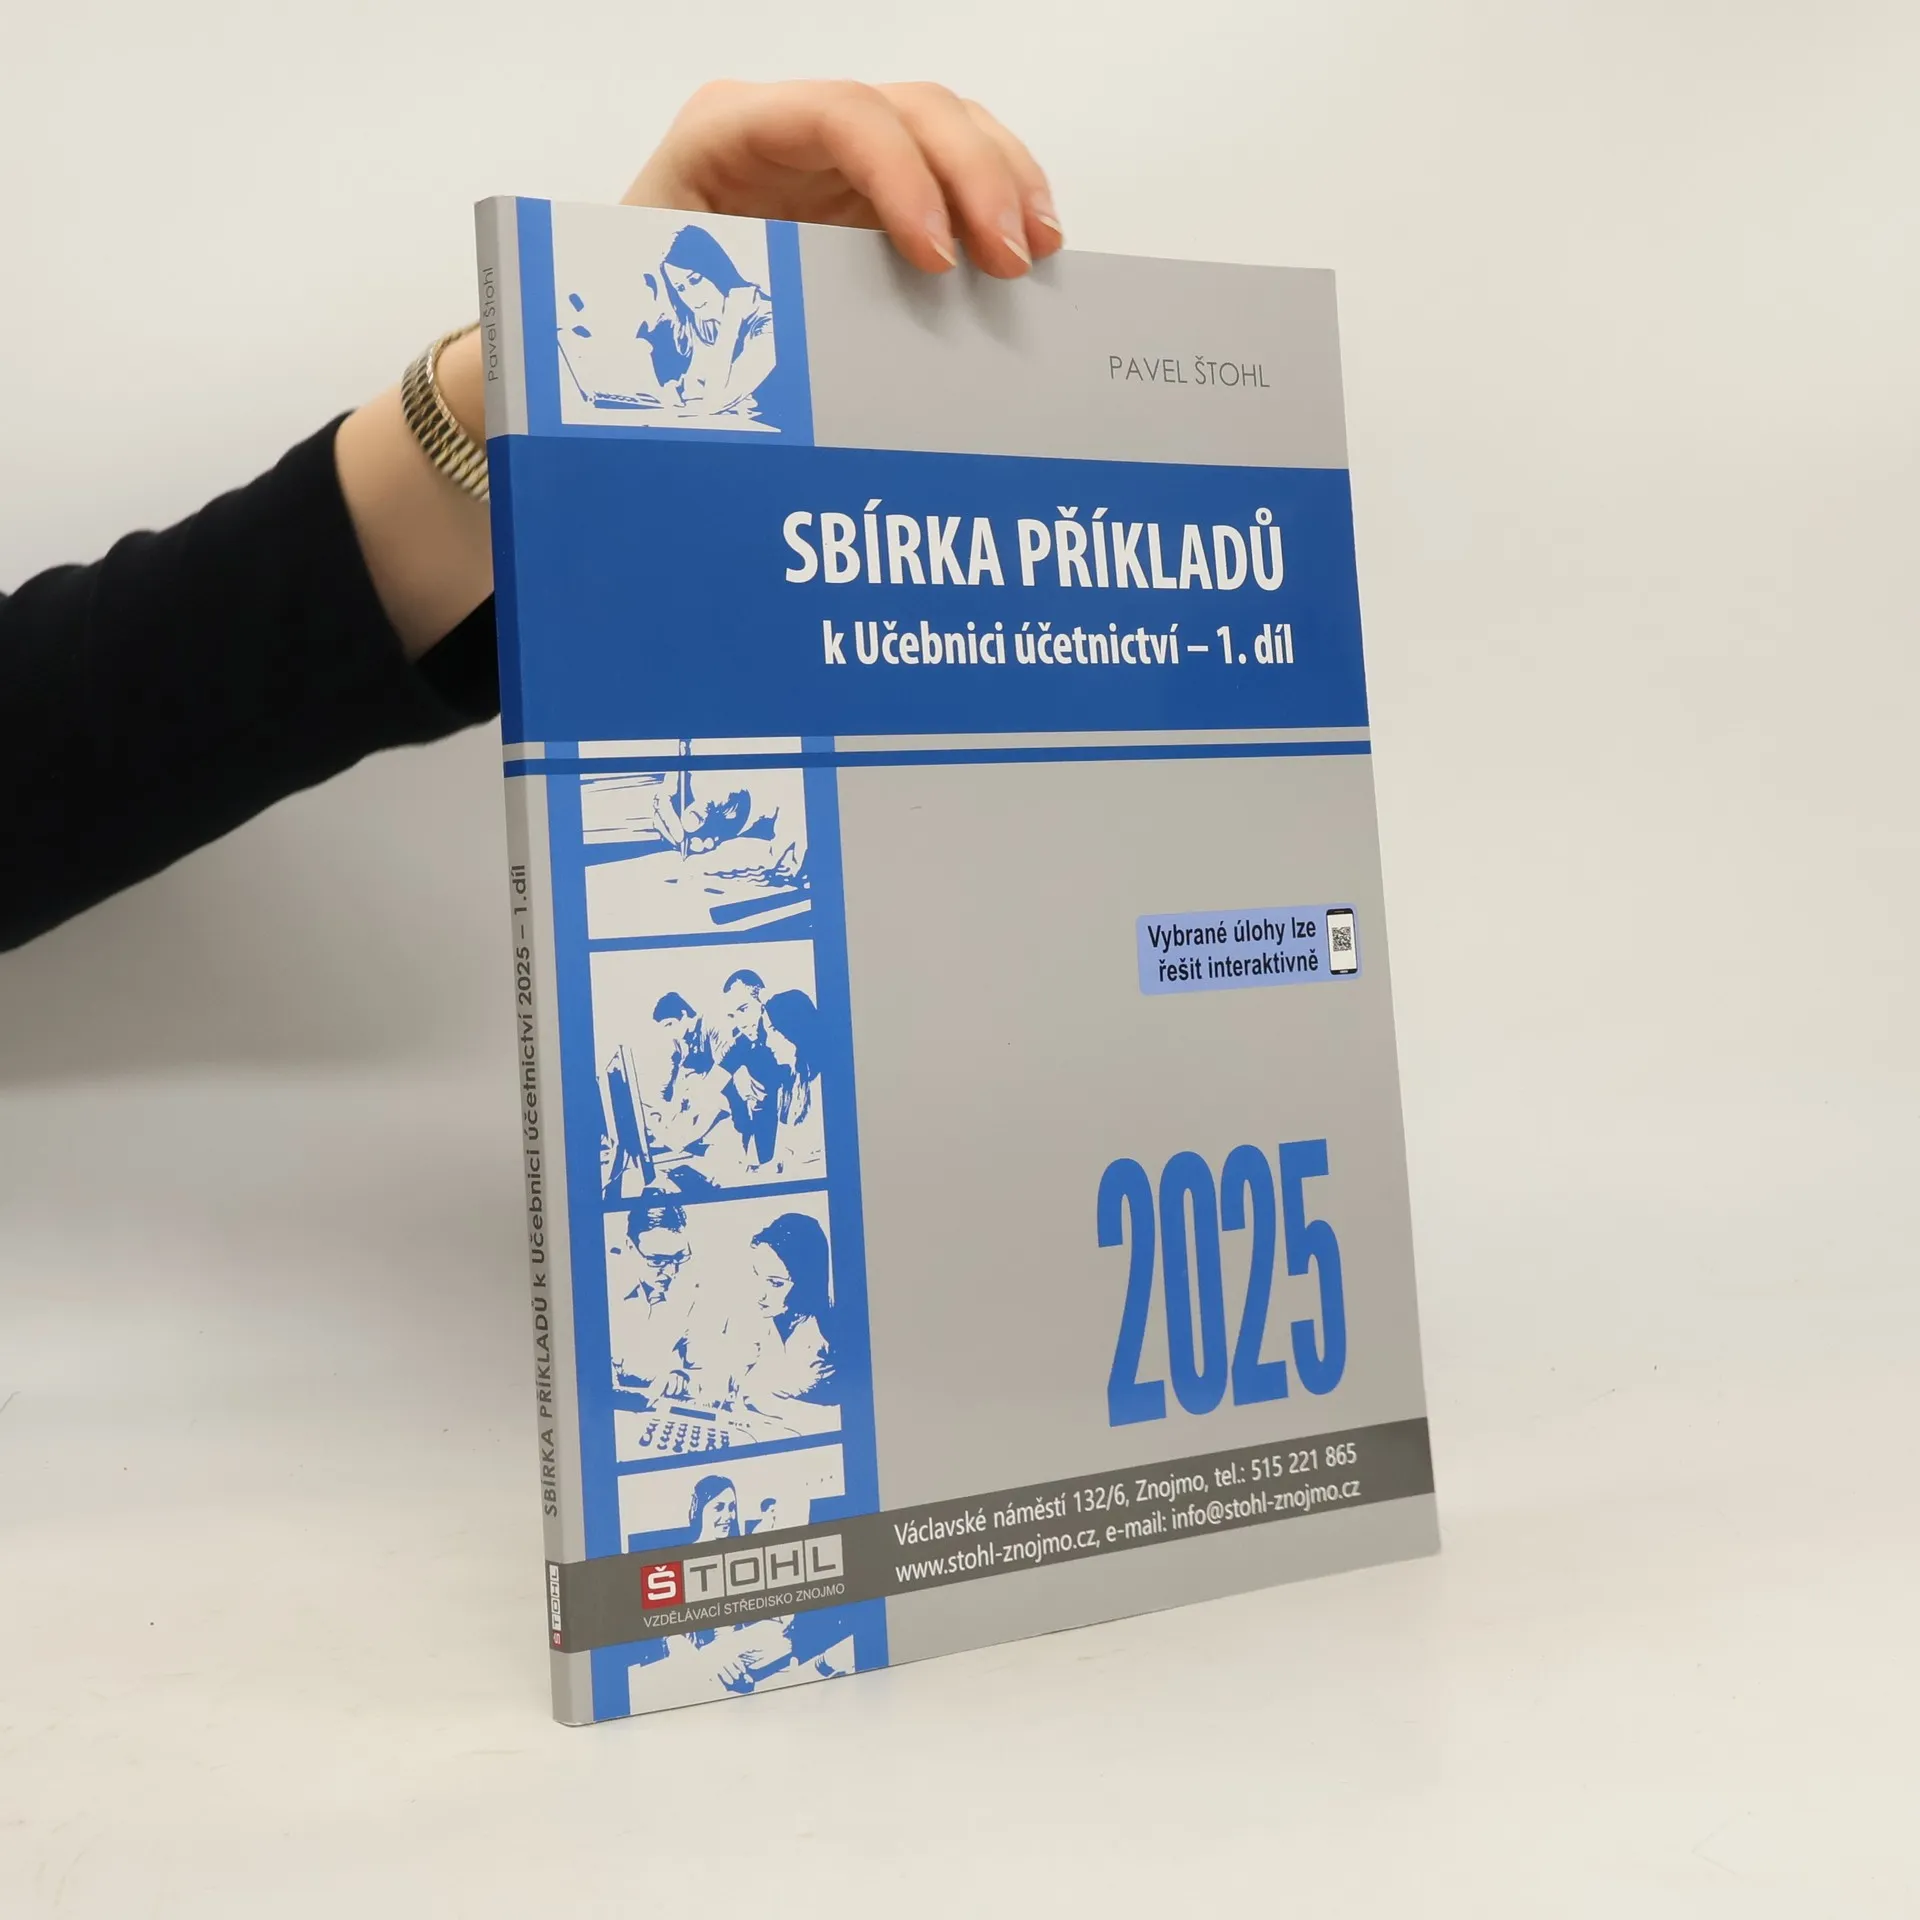 PAVEL ŠTOHL
SBÍRKA PŘÍKLADŮ
k Učebnici účetnictví – 1. díl
Vybrané úlohy lze
řešit interaktivně
2025
Václavské náměstí 132/6, Znojmo, tel.: 515 221 865
www.stohl-znojmo.cz, e-mail: info@stohl-znojmo.cz
ŠTOHL
VZDĚLÁVACÍ STŘEDISKO ZNOJMO
Pavel Štohl
SBÍRKA PŘÍKLADŮ k Učebnici účetnictví 2025 – 1.díl
ŠTOHL